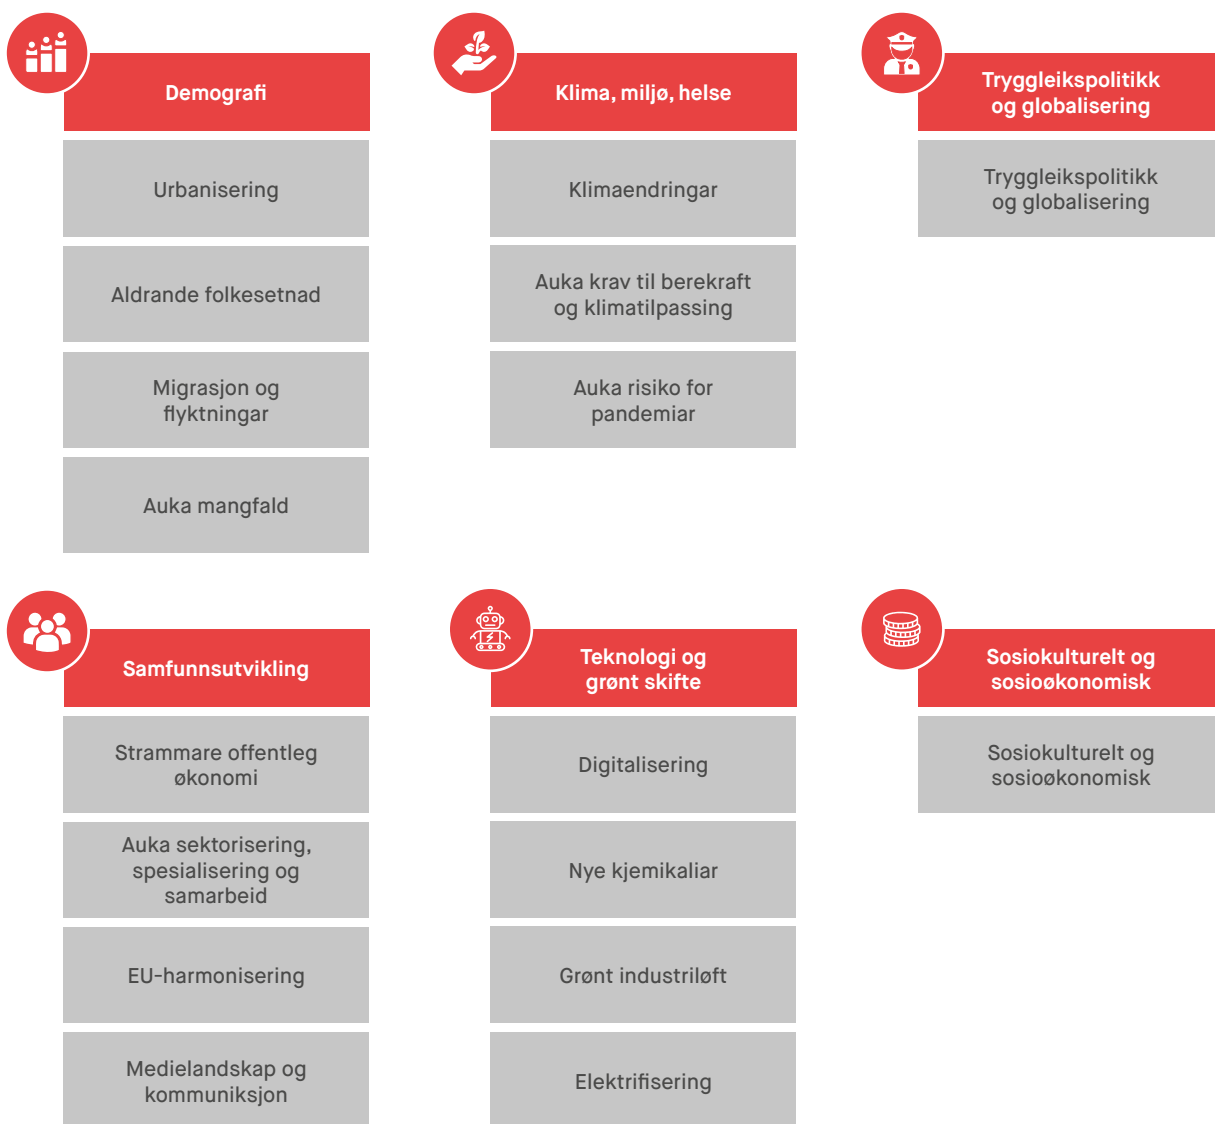 Demografi
Urbanisering
Aldrande folkesetnad
Migrasjon og
flyktningar
Auka mangfald
Klima, miljø, helse
Klimaendringar
Auka krav til berekraft
og klimatilpassing
Auka risiko for
pandemiar
Tryggleikspolitikk
og globalisering
Tryggleikspolitikk
og globalisering
Samfunnsutvikling
Strammare offentleg
økonomi
Auka sektorisering,
spesialisering og
samarbeid
EU-harmonisering
Medielandskap og
kommuniksjon
Teknologi og
grønt skifte
Digitalisering
Nye kjemikaliar
Grønt industriløft
Elektrifisering
Sosiokulturelt og
sosioøkonomisk
Sosiokulturelt og
sosioøkonomisk